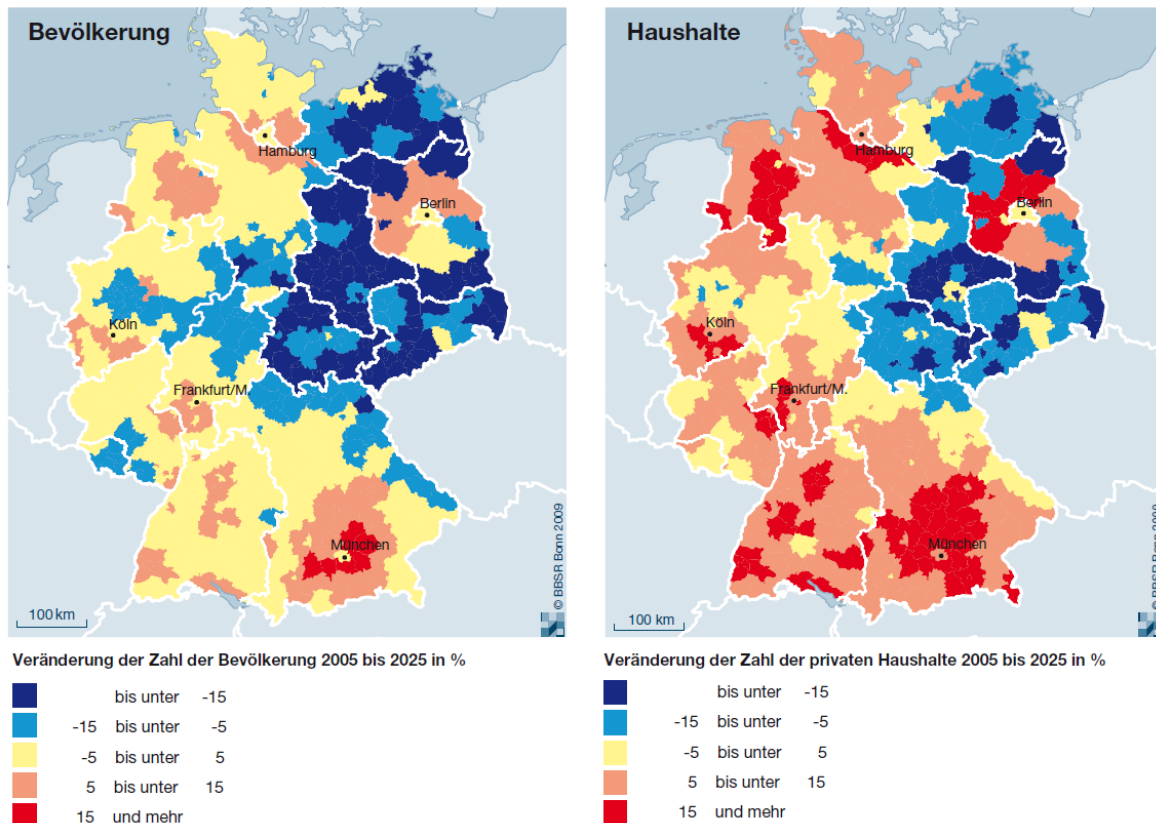 Bevölkerung
Hamburg
Berlin
Köln
Frankfurt/M.
München
100 km
© BBSR Bonn 2009
Veränderung der Zahl der Bevölkerung 2005 bis 2025 in %
bis unter -15
-15 bis unter -5
-5 bis unter 5
5 bis unter 15
15 und mehr
Haushalte
Hamburg
Berlin
Köln
Frankfurt/M.
München
100 km
© BBSR Bonn 2009
Veränderung der Zahl der privaten Haushalte 2005 bis 2025 in %
bis unter -15
-15 bis unter -5
-5 bis unter 5
5 bis unter 15
15 und mehr